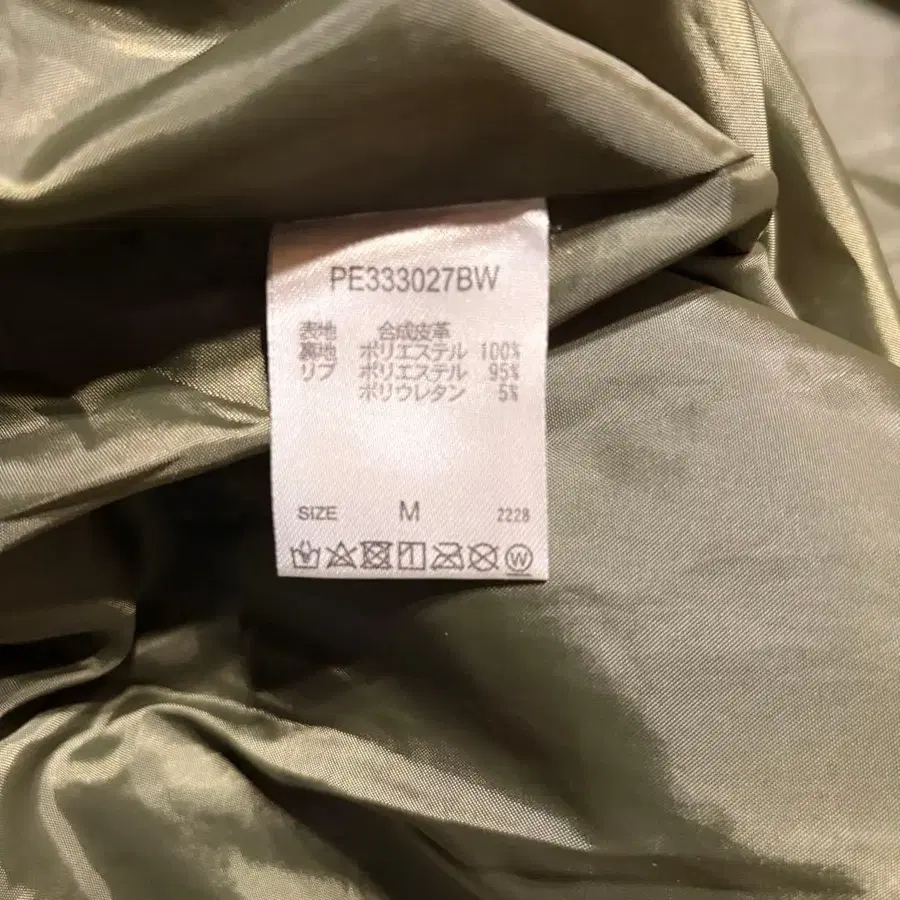 PE333027BW
表地 合成皮革
裏地 ポリエステル 100%
リブ ポリエステル 95%
ポリウレタン 5%
SIZE M 2228
W